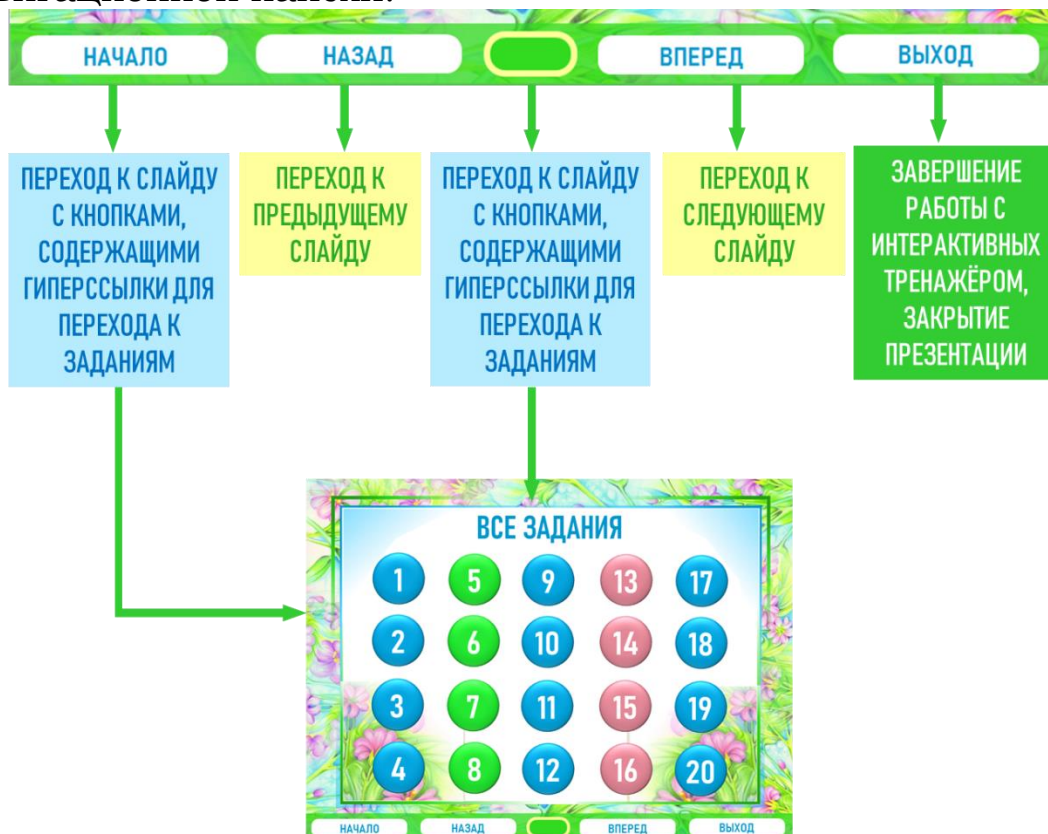 НАЧАЛО НАЗАД ВПЕРЕД ВЫХОД
ПЕРЕХОД К СЛАЙДУ
С КНОПКАМИ,
СОДЕРЖАЩИМИ
ГИПЕРССЫЛКИ ДЛЯ
ПЕРЕХОДА К
ЗАДАНИЯМ
ПЕРЕХОД К
ПРЕДЫДУЩЕМУ
СЛАЙДУ
ПЕРЕХОД К СЛАЙДУ
С КНОПКАМИ,
СОДЕРЖАЩИМИ
ГИПЕРССЫЛКИ ДЛЯ
ПЕРЕХОДА К
ЗАДАНИЯМ
ПЕРЕХОД К
СЛЕДУЮЩЕМУ
СЛАЙДУ
ЗАВЕРШЕНИЕ
РАБОТЫ С
ИНТЕРАКТИВНЫХ
ТРЕНАЖЁРОМ,
ЗАКРЫТИЕ
ПРЕЗЕНТАЦИИ
ВСЕ ЗАДАНИЯ
1 5 9 13 17
2 6 10 14 18
3 7 11 15 19
4 8 12 16 20
НАЧАЛО НАЗАД ВПЕРЕД ВЫХОД